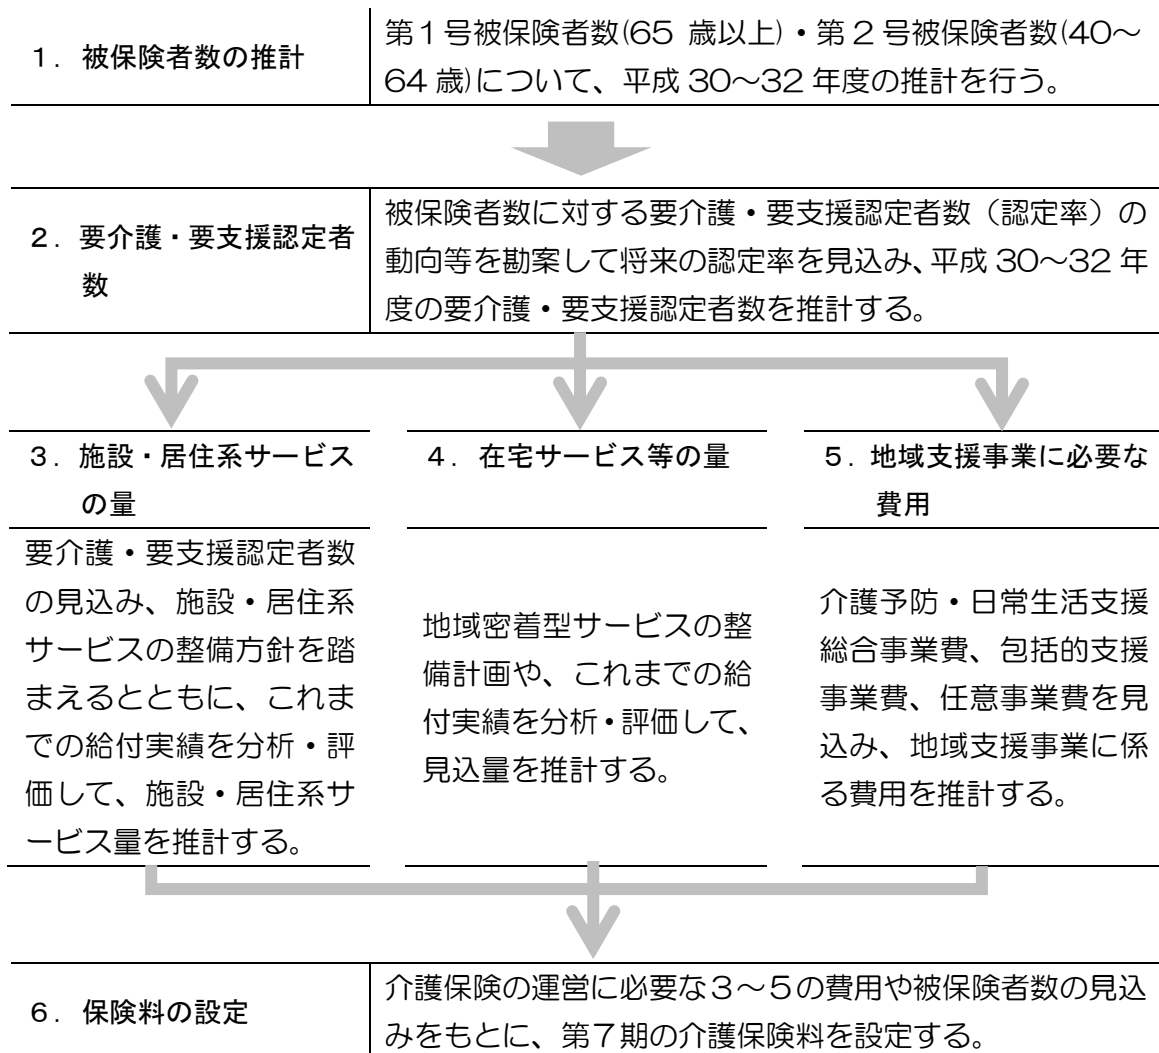 1．被保険者数の推計
第１号被保険者数(65 歳以上)・第２号被保険者数(40～
64 歳)について、平成 30～32 年度の推計を行う。
2．要介護・要支援認定者
数
被保険者数に対する要介護・要支援認定者数（認定率）の
動向等を勘案して将来の認定率を見込み、平成 30～32 年
度の要介護・要支援認定者数を推計する。
3．施設・居住系サービス
の量
要介護・要支援認定者数
の見込み、施設・居住系
サービスの整備方針を踏
まえるとともに、これま
での給付実績を分析・評
価して、施設・居住系サ
ービス量を推計する。
4．在宅サービス等の量
地域密着型サービスの整
備計画や、これまでの給
付実績を分析・評価して、
見込量を推計する。
5．地域支援事業に必要な
費用
介護予防・日常生活支援
総合事業費、包括的支援
事業費、任意事業費を見
込み、地域支援事業に係
る費用を推計する。
6．保険料の設定
介護保険の運営に必要な３～５の費用や被保険者数の見込
みをもとに、第７期の介護保険料を設定する。